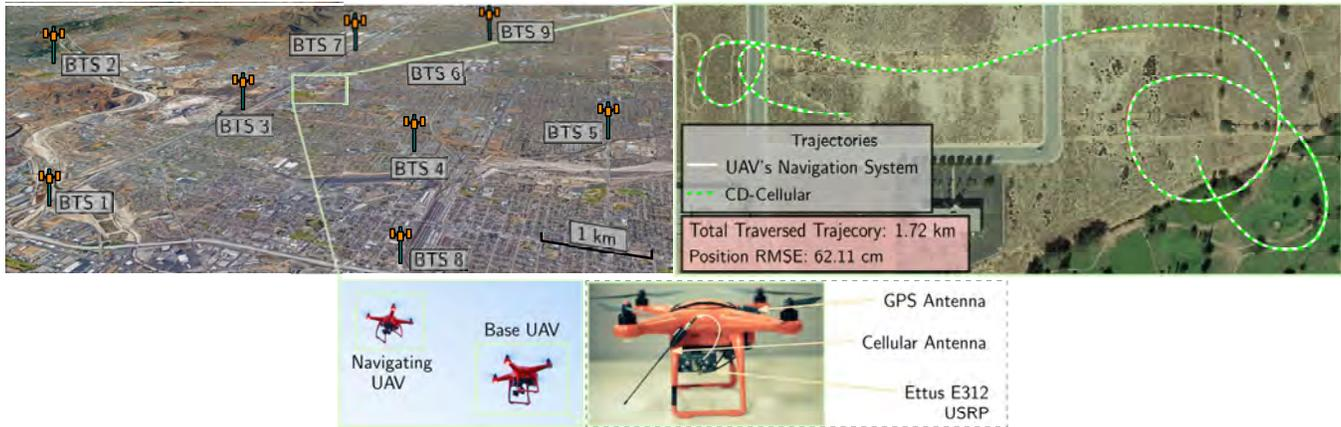 BTS 7
BTS 9
BTS 2
BTS 6
BTS 3
BTS 5
BTS 4
BTS 1
BTS 8
1 km
Trajectories
UAV's Navigation System
CD-Cellular
Total Traversed Trajecory: 1.72 km
Position RMSE: 62.11 cm
Navigating
UAV
Base UAV
GPS Antenna
Cellular Antenna
Ettus E312
USRP